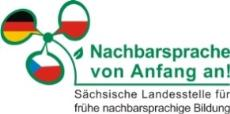 Nachbarsprache
von Anfang an!
Sächsische Landesstelle für
frühe nachbarsprachige Bildung